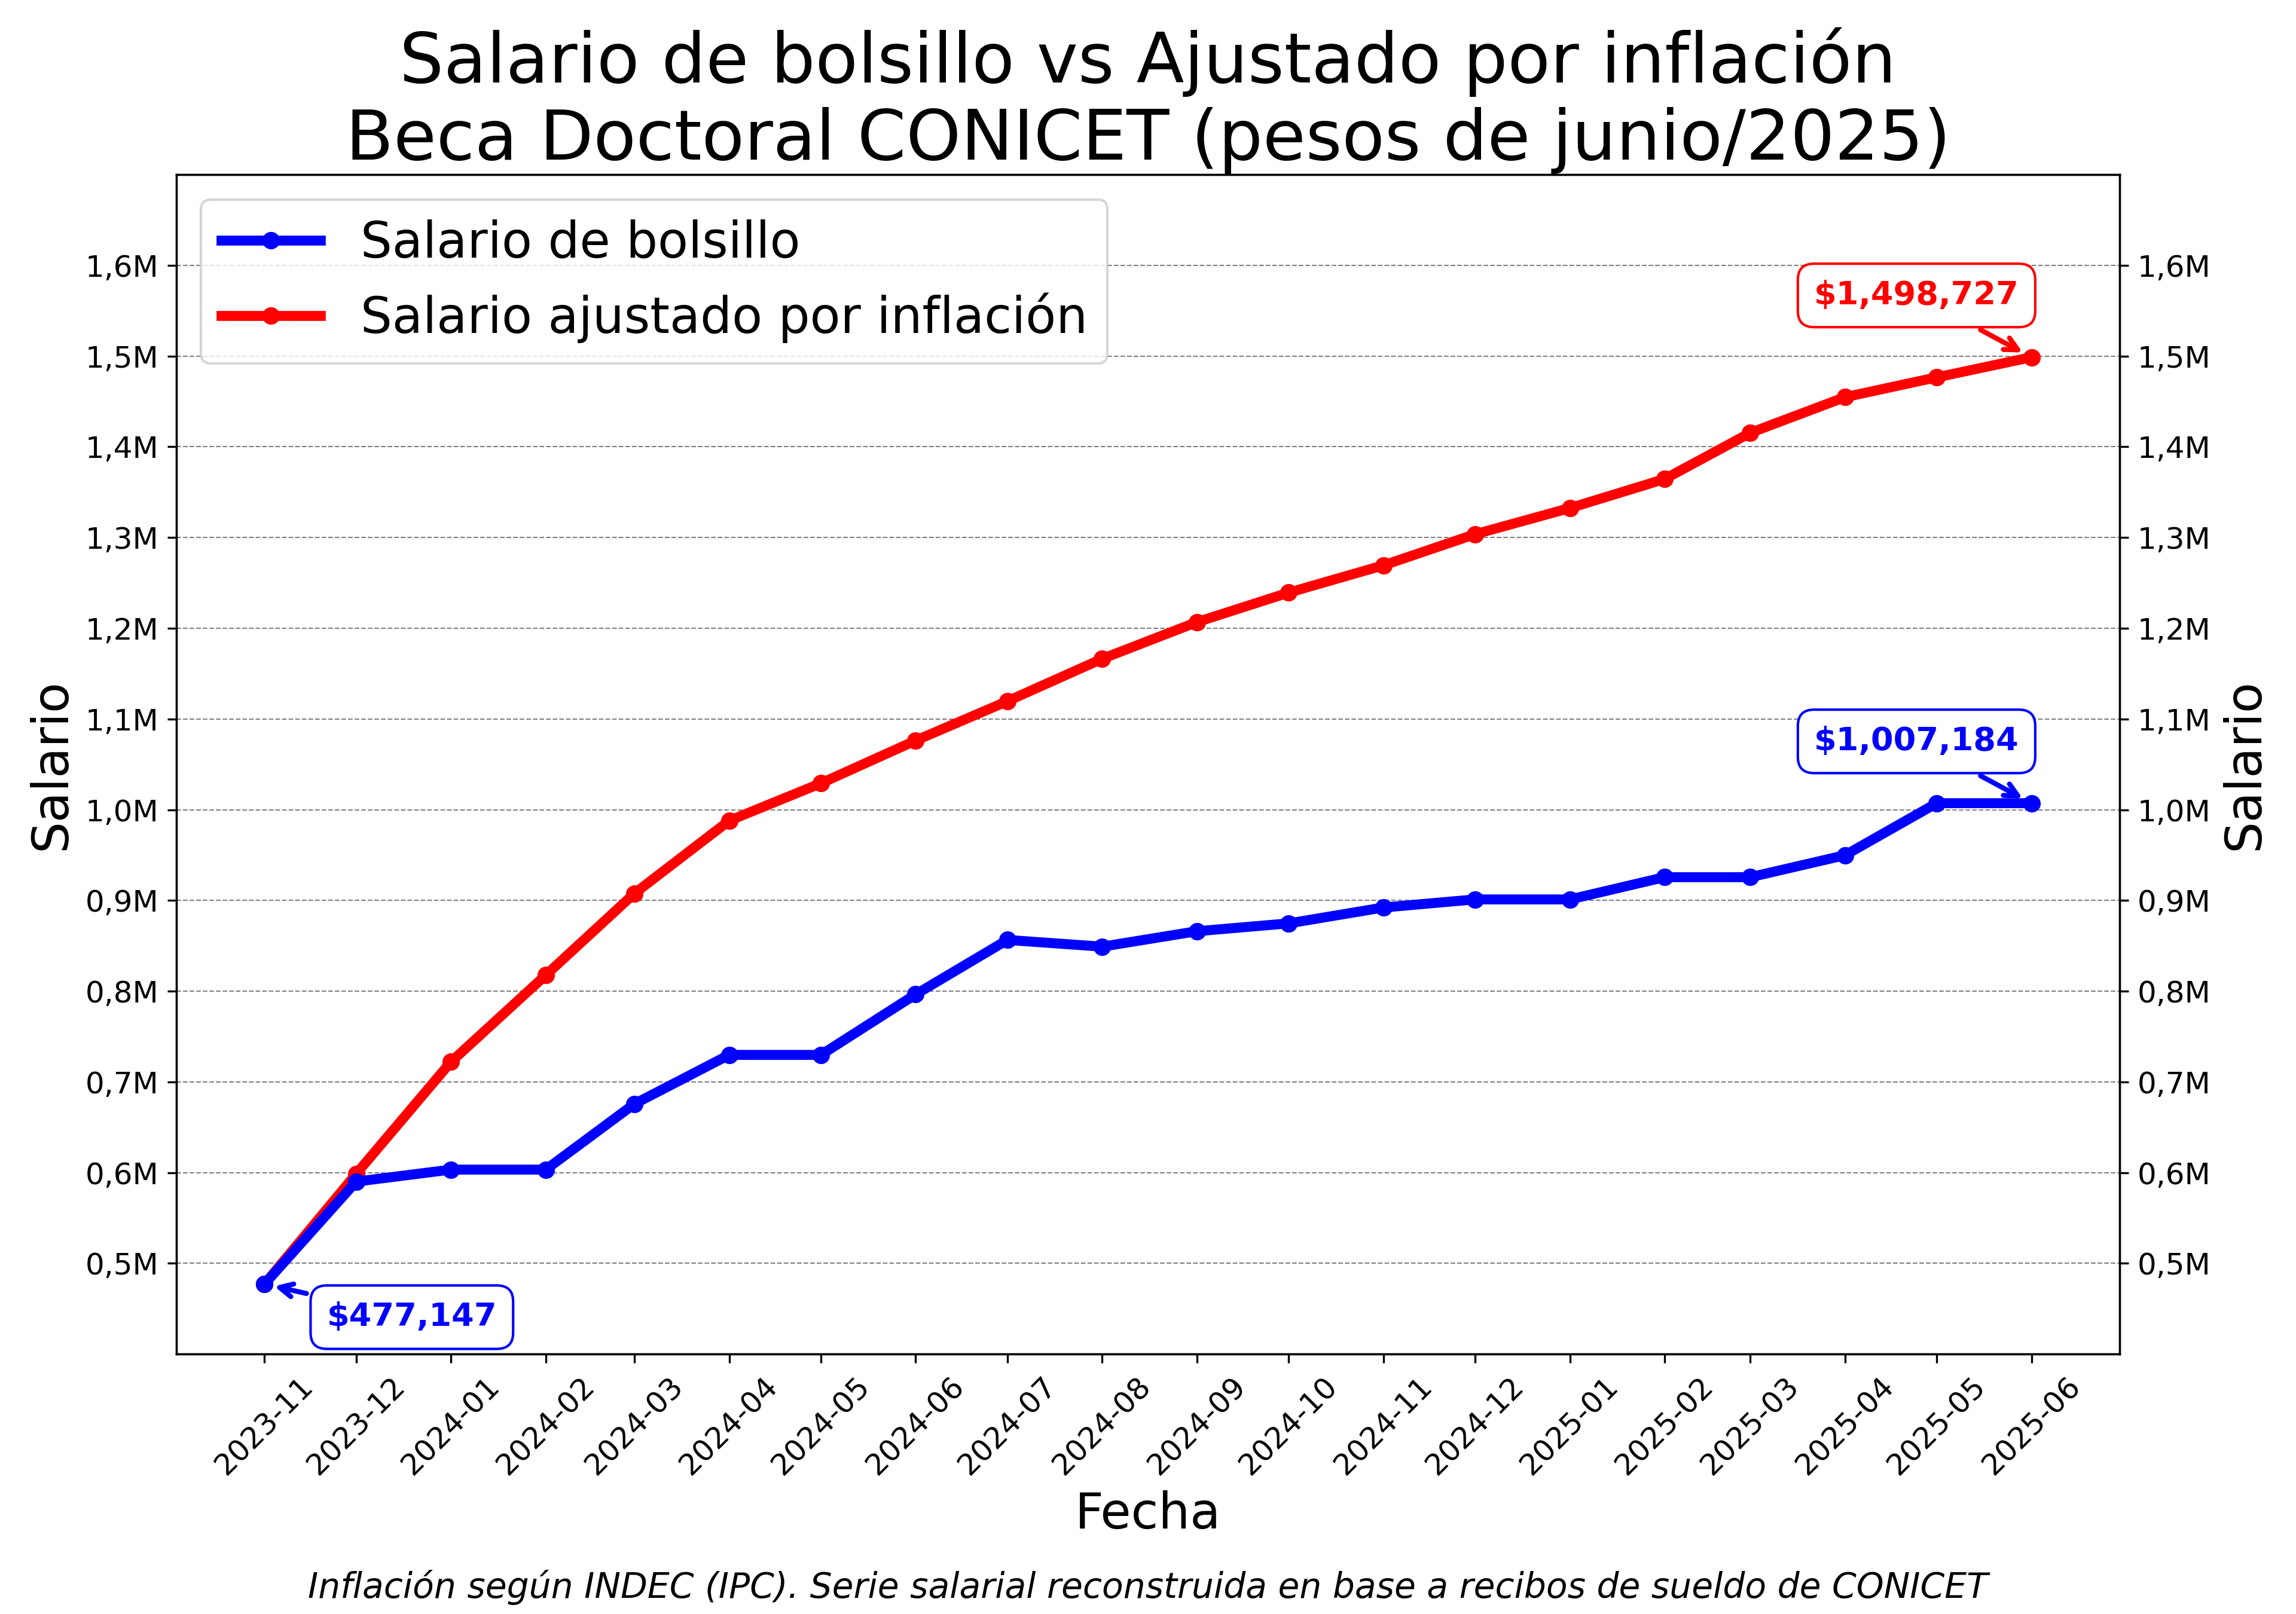 Salario de bolsillo vs Ajustado por inflación
Beca Doctoral CONICET (pesos de junio/2025)
Salario de bolsillo
Salario ajustado por inflación
1,6M
1,5M
1,4M
1,3M
1,2M
1,1M
1,0M
0,9M
0,8M
0,7M
0,6M
0,5M
Salario
$1,498,727
$1,007,184
$477,147
1,6M
1,5M
1,4M
1,3M
1,2M
1,1M
1,0M
0,9M
0,8M
0,7M
0,6M
0,5M
Salario
2023-11
2023-12
2024-01
2024-02
2024-03
2024-04
2024-05
2024-06
2024-07
2024-08
2024-09
2024-10
2024-11
2024-12
2025-01
2025-02
2025-03
2025-04
2025-05
2025-06
Fecha
Inflación según INDEC (IPC). Serie salarial reconstruida en base a recibos de sueldo de CONICET